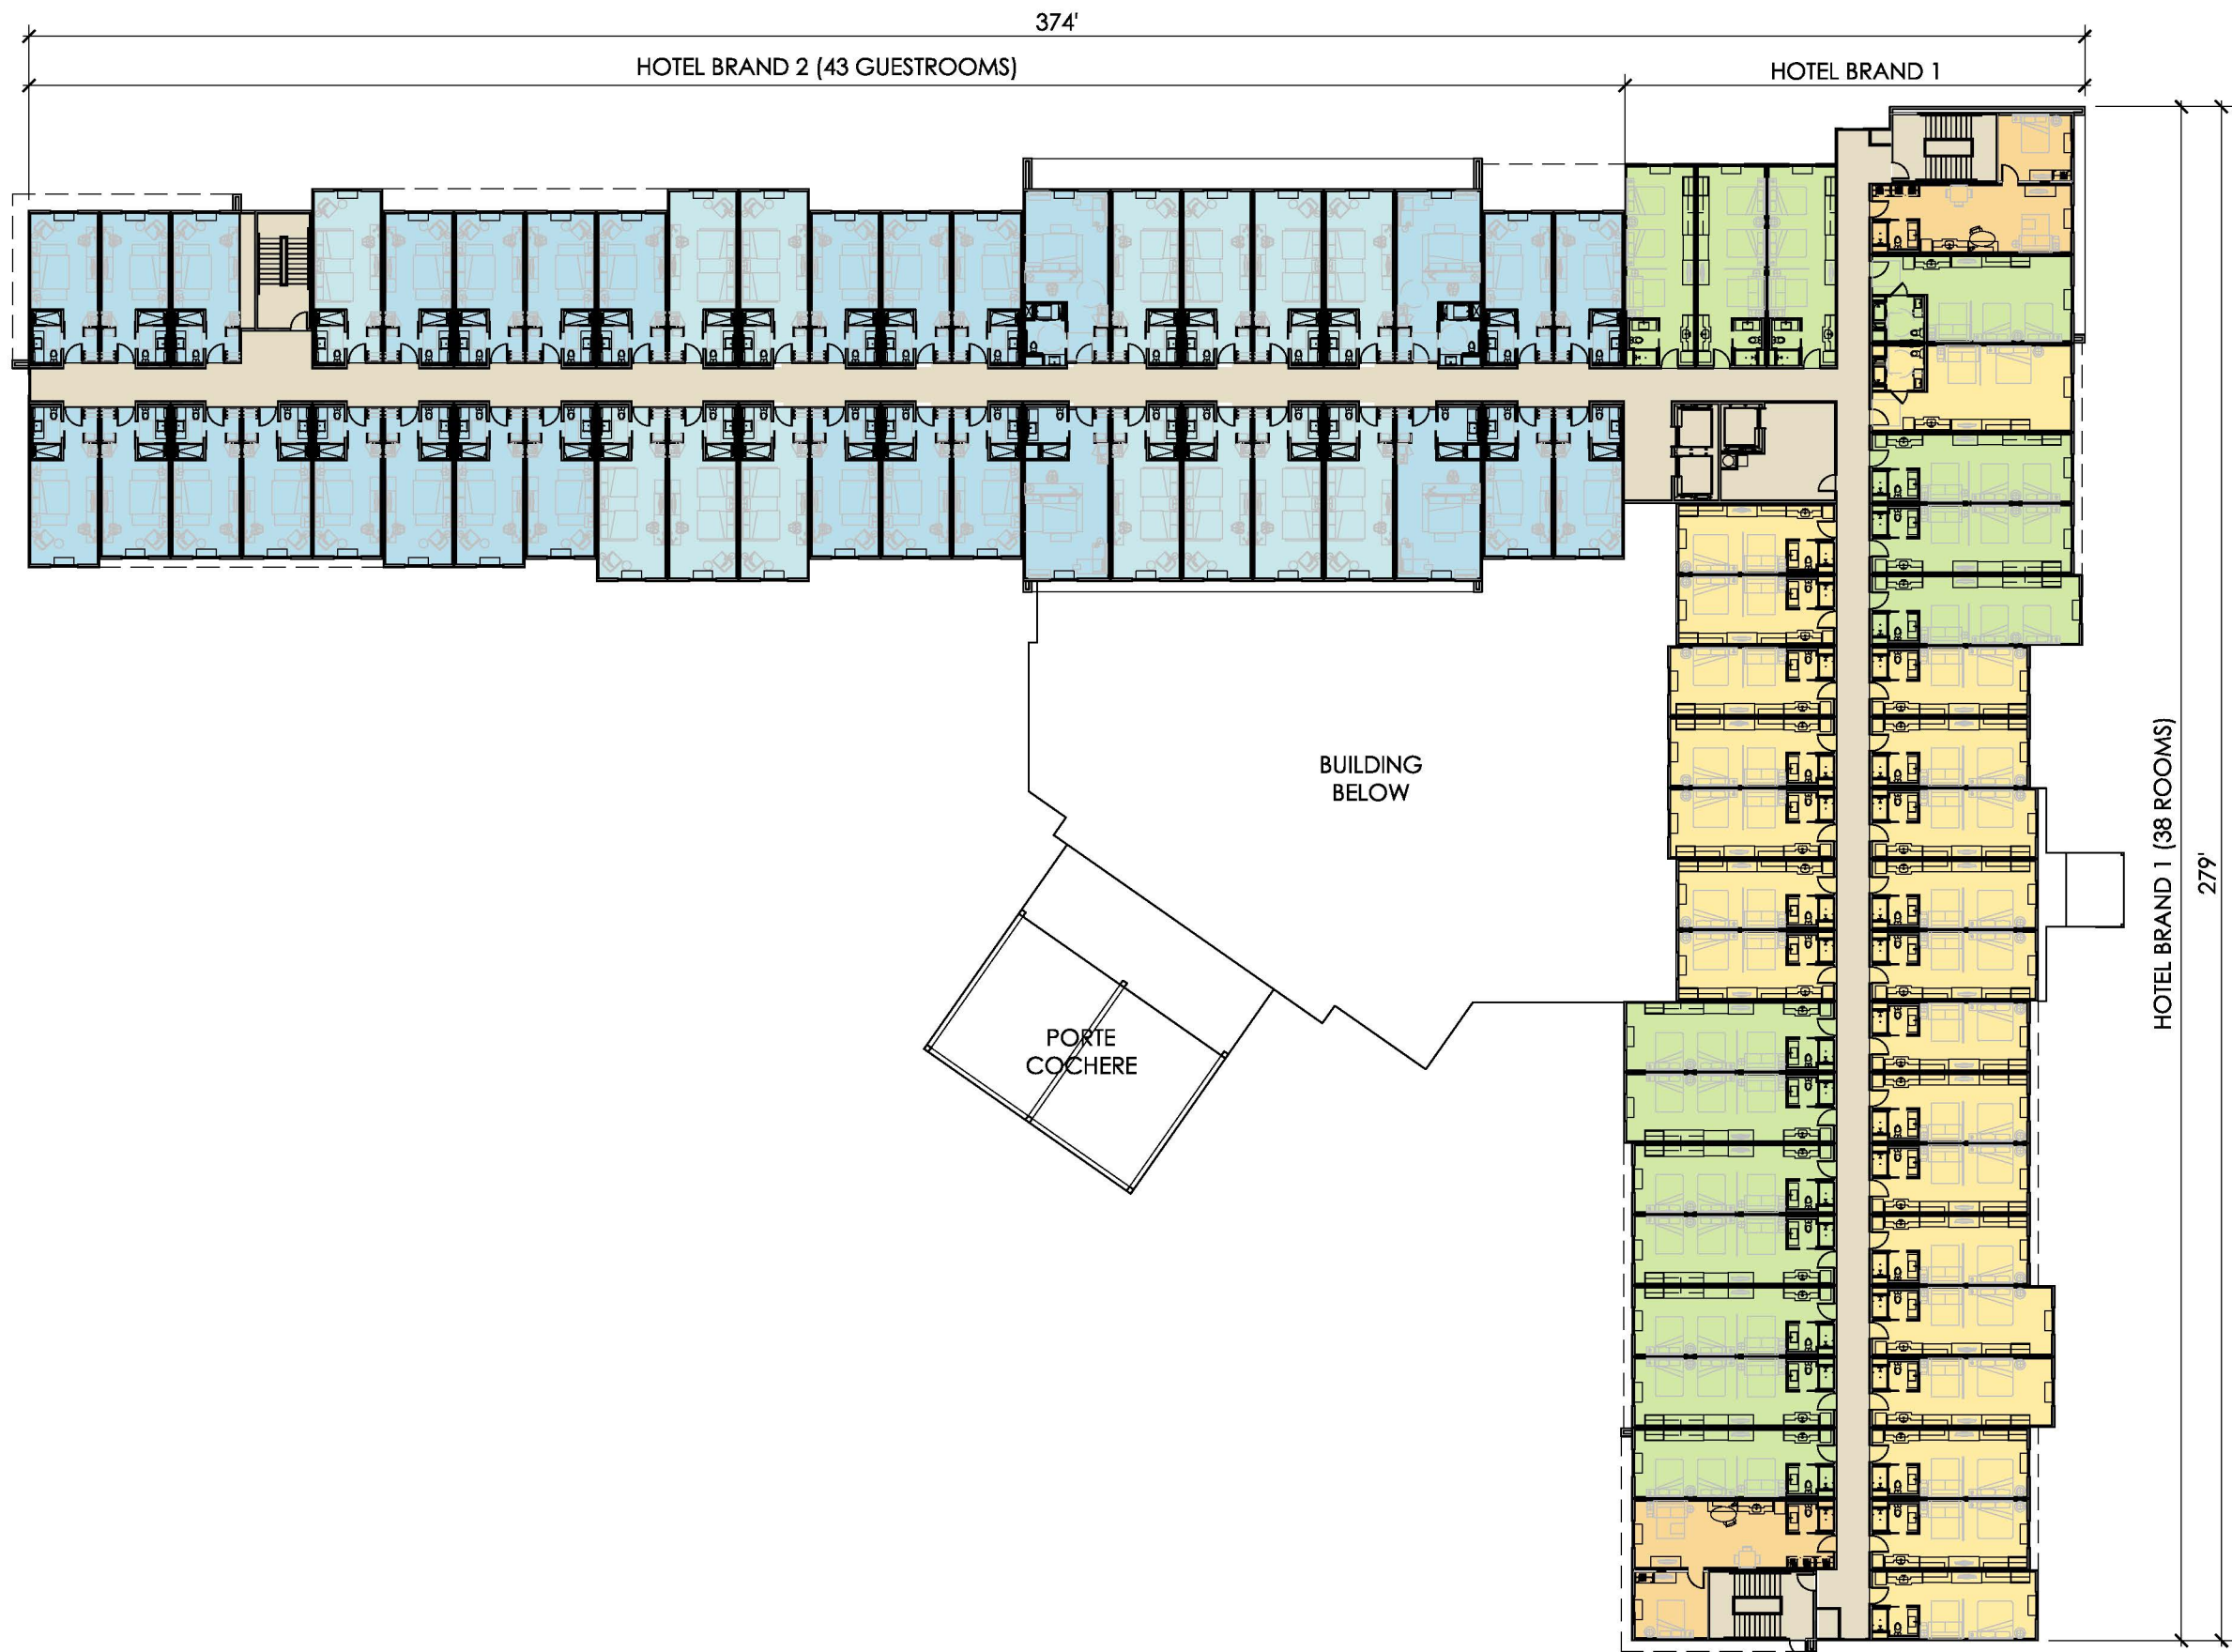 374'
HOTEL BRAND 2 (43 GUESTROOMS)
HOTEL BRAND 1
BUILDING
BELOW
HOTEL BRAND 1 (38 ROOMS)
279'
PORTE
COCHERE